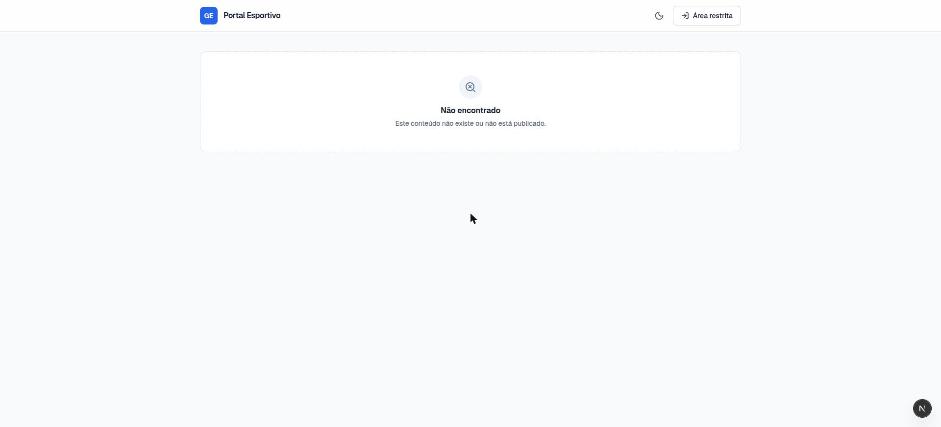 GE Portal Esportivo
Área restrita
Não encontrado
Este conteúdo não existe ou não está publicado.
N